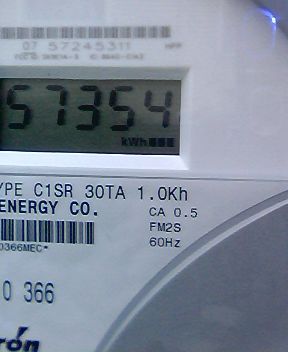 07 57245311
57354
kWh
YPE C1SR 30TA 1.0Kh
ENERGY CO.
CA 0.5
FM2S
60Hz
0366MEC*
0 366
rón